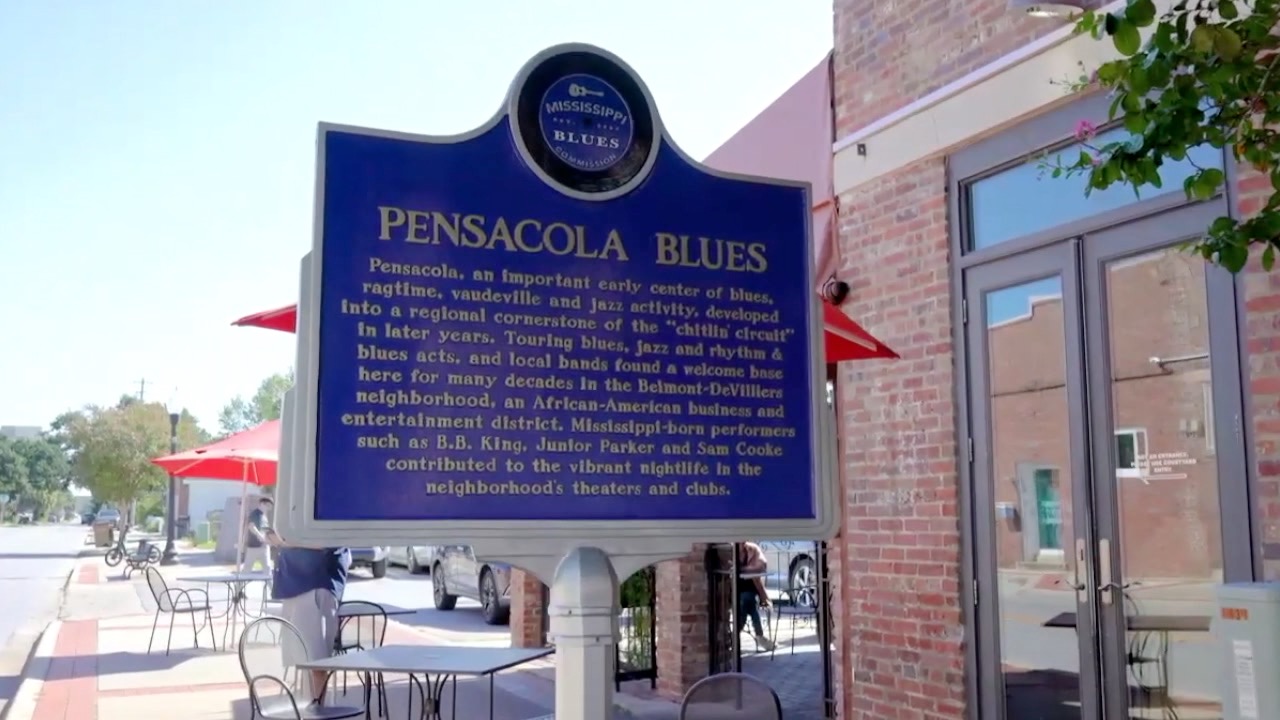 MISSISSIPPI
BLUES
COMMISSION
PENSACOLA BLUES
Pensacola, an important early center of blues,
ragtime, vaudeville and jazz activity, developed
into a regional cornerstone of the "chitlin' circuit"
in later years. Touring blues, jazz and rhythm &
blues acts, and local bands found a welcome base
here for many decades in the Belmont-DeVilliers
neighborhood, an African-American business and
entertainment district. Mississippi-born performers
such as B.B. King, Junior Parker and Sam Cooke
contributed to the vibrant nightlife in the
neighborhood's theaters and clubs.
ENTRANCE